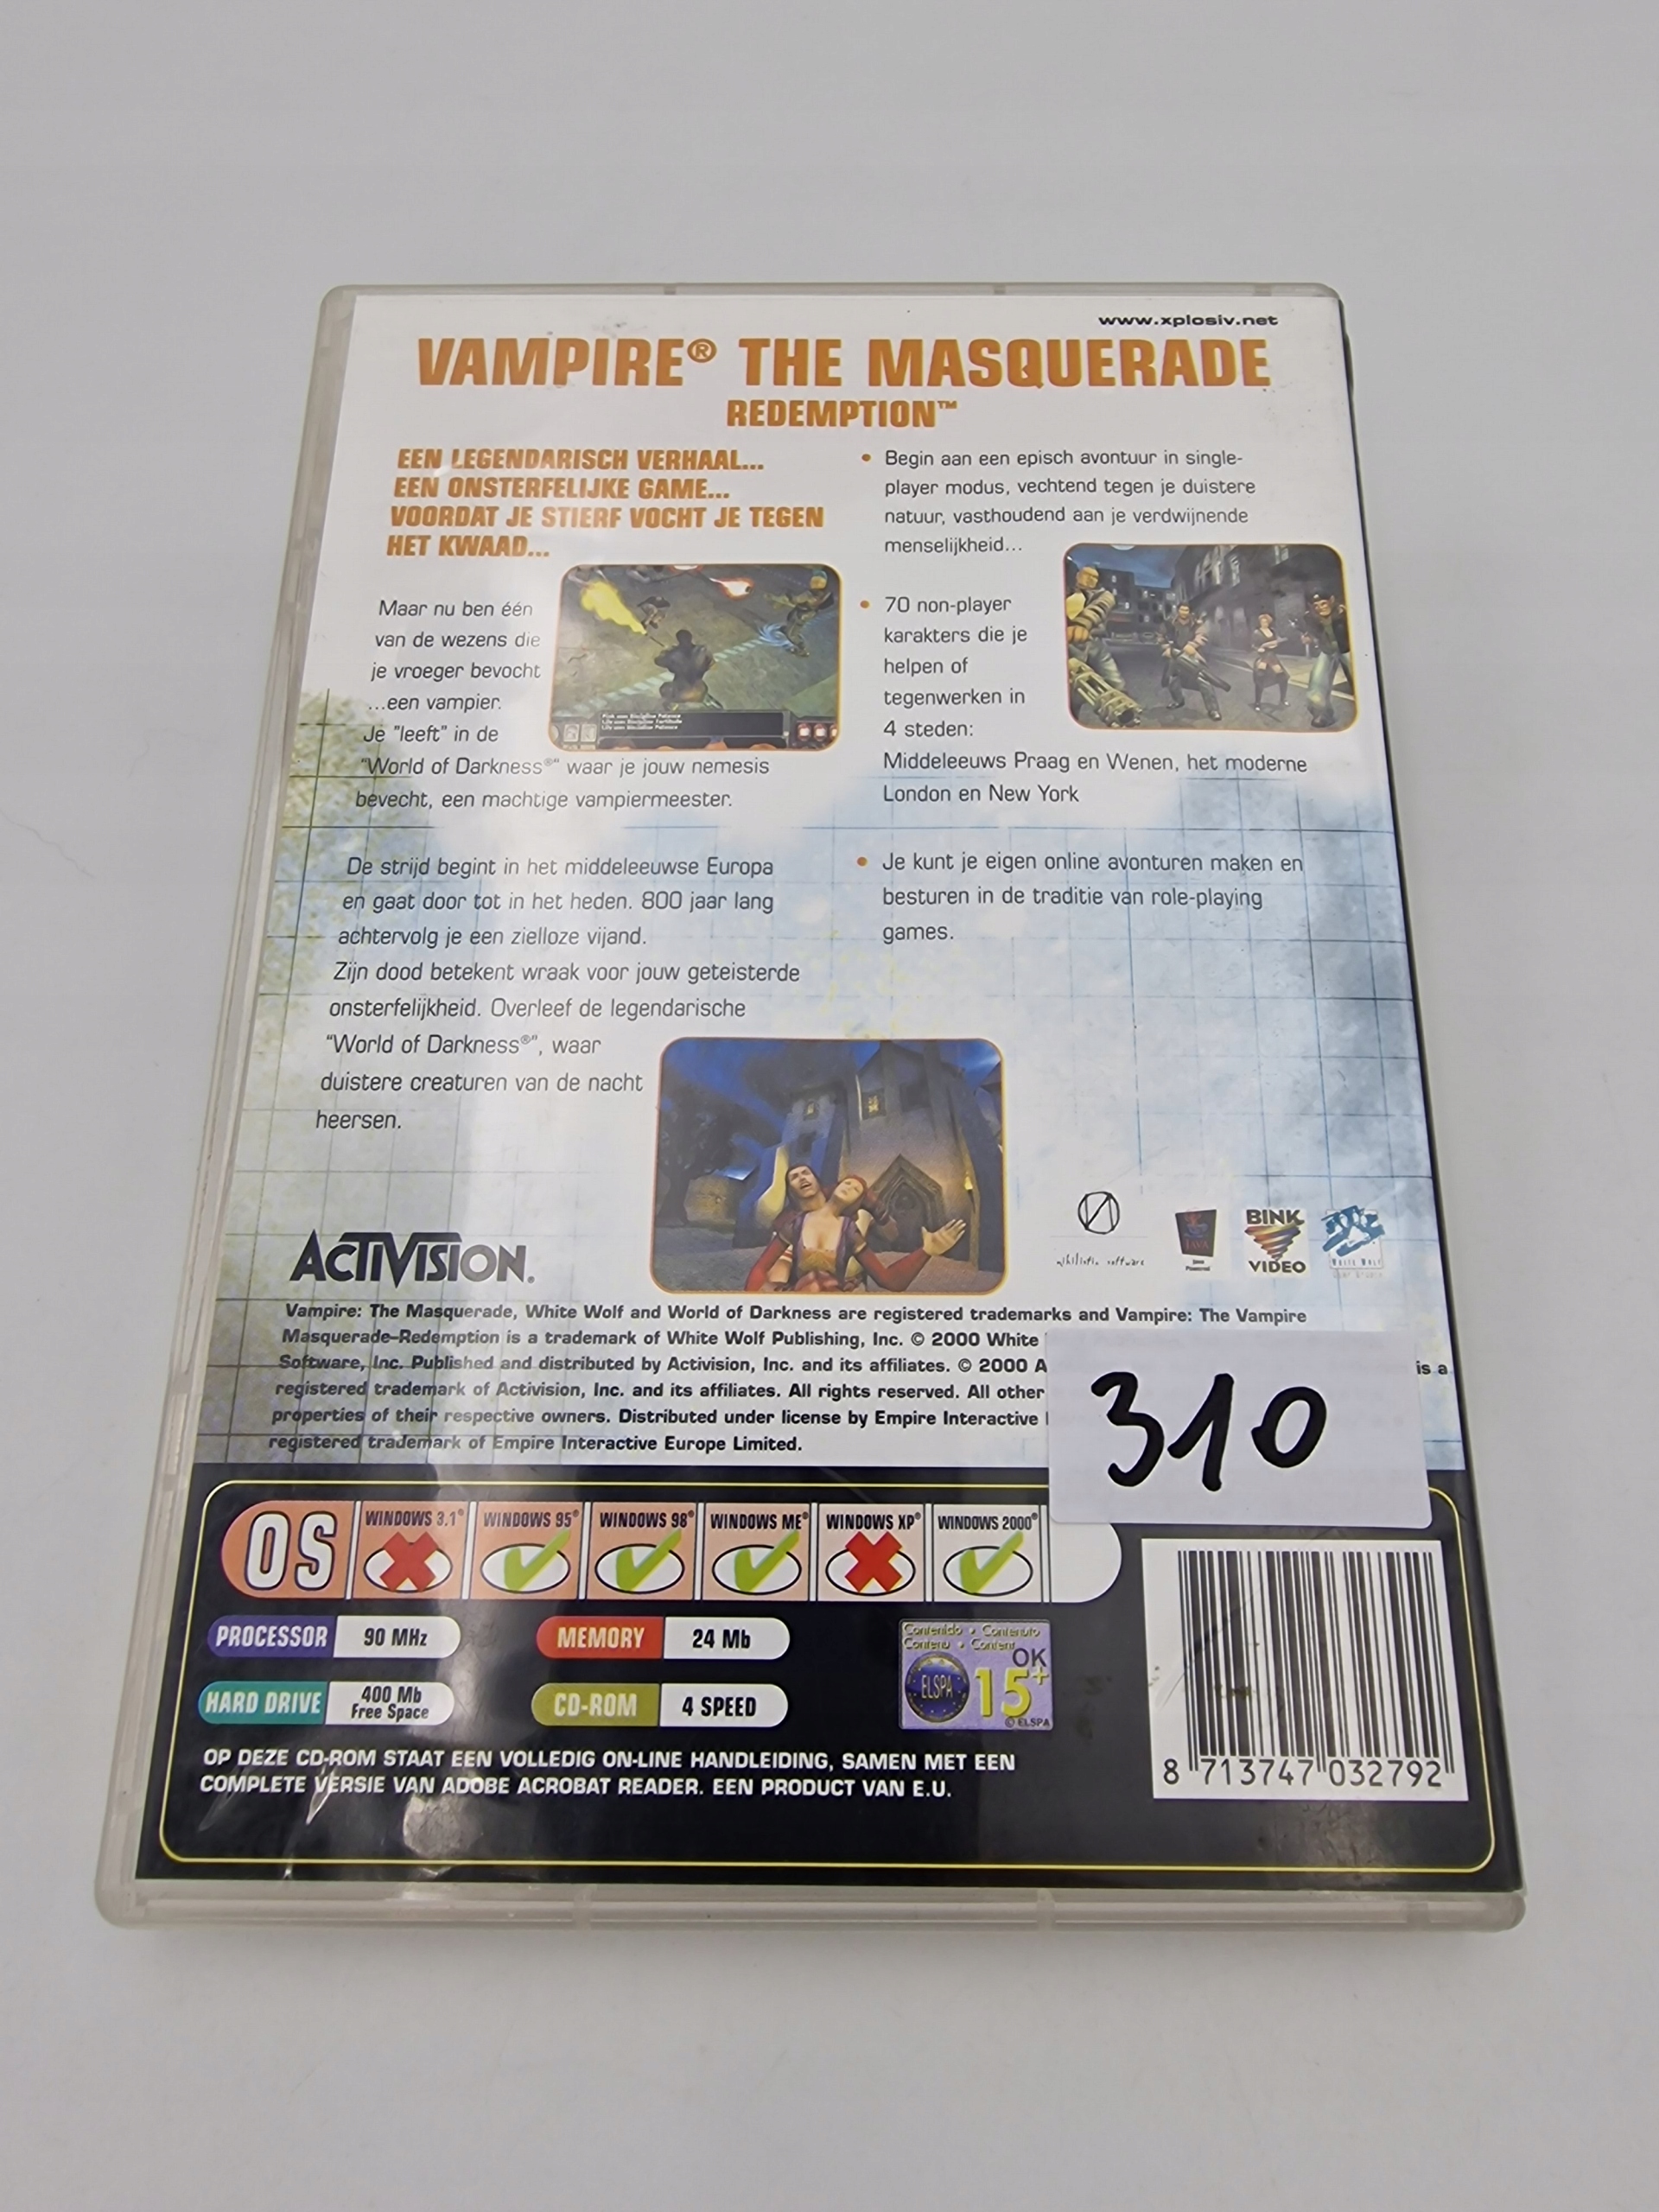 www.xplosiv.net
VAMPIRE® THE MASQUERADE
REDEMPTION™
EEN LEGENDARISCH VERHAAL...
EEN ONSTERFELIJKE GAME...
VOORDAT JE STIERF VOCHT JE TEGEN
HET KWAAD...
Maar nu ben één
van de wezens die
je vroeger bevocht
...een vampier.
Je "leeft" in de
"World of Darkness®" waar je jouw nemesis
bevecht, een machtige vampiermeester.
De strijd begint in het middeleeuwse Europa
en gaat door tot in het heden. 800 jaar lang
achtervolg je een zielloze vijand.
Zijn dood betekent wraak voor jouw geteisterde
onsterfelijkheid. Overleef de legendarische
"World of Darkness®", waar
duistere creaturen van de nacht
heersen.
• Begin aan een episch avontuur in single-
player modus, vechtend tegen je duistere
natuur, vasthoudend aan je verdwijnende
menselijkheid...
• 70 non-player
karakters die je
helpen of
tegenwerken in
4 steden:
Middeleeuws Praag en Wenen, het moderne
London en New York
• Je kunt je eigen online avonturen maken en
besturen in de traditie van role-playing
games.
ACTIVISION.
nihilistic software
JAVA
Java
Powered
BINK
VIDEO
WHITE WOLF
Vampire: The Masquerade, White Wolf and World of Darkness are registered trademarks and Vampire: The Vampire
Masquerade–Redemption is a trademark of White Wolf Publishing, Inc. © 2000 White
Software, Inc. Published and distributed by Activision, Inc. and its affiliates. © 2000 A is a
registered trademark of Activision, Inc. and its affiliates. All rights reserved. All other
properties of their respective owners. Distributed under license by Empire Interactive
registered trademark of Empire Interactive Europe Limited.
310
OS WINDOWS 3.1® WINDOWS 95® WINDOWS 98® WINDOWS ME® WINDOWS XP® WINDOWS 2000®
PROCESSOR 90 MHz MEMORY 24 Mb
HARD DRIVE 400 Mb Free Space CD-ROM 4 SPEED
Contenido • Contenuto
Contenu • Content
OK
ELSPA 15+
© ELSPA
OP DEZE CD-ROM STAAT EEN VOLLEDIG ON-LINE HANDLEIDING, SAMEN MET EEN
COMPLETE VERSIE VAN ADOBE ACROBAT READER. EEN PRODUCT VAN E.U.
8 713747 032792